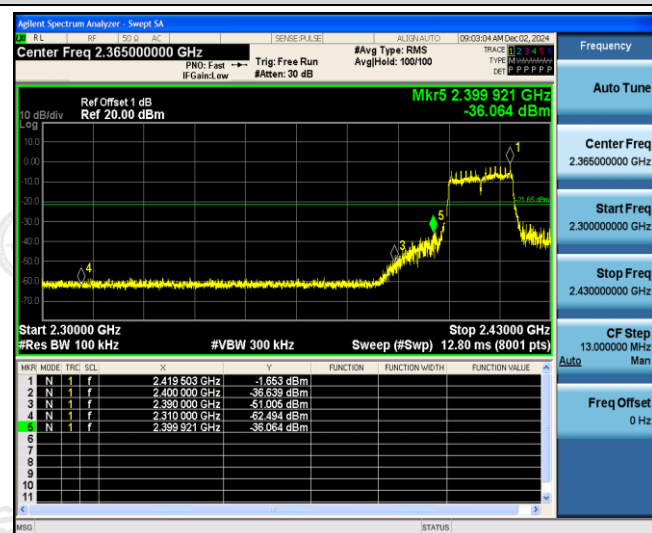 Agilent Spectrum Analyzer - Swept SA
RL RF 50 Ω AC SENSE:PULSE ALIGN AUTO 09:03:04 AM Dec 02, 2024
Center Freq 2.365000000 GHz #Avg Type: RMS TRACE 1 2 3 4 5 6
PNO: Fast Trig: Free Run Avg|Hold: 100/100 TYPE M
IFGain:Low #Atten: 30 dB DET P P P P P P
Mkr5 2.399 921 GHz
Ref Offset 1 dB
10 dB/div Ref 20.00 dBm -36.064 dBm
Log
10.0
0.00
-10.0
-20.0
-21.65 dBm
-30.0
-40.0
-50.0
-60.0
-70.0
1
5
3
4
Start 2.30000 GHz Stop 2.43000 GHz
#Res BW 100 kHz #VBW 300 kHz Sweep (#Swp) 12.80 ms (8001 pts)
MKR MODE TRC SCL X Y FUNCTION FUNCTION WIDTH FUNCTION VALUE
1 N 1 f 2.419 503 GHz -1.653 dBm
2 N 1 f 2.400 000 GHz -36.639 dBm
3 N 1 f 2.390 000 GHz -51.005 dBm
4 N 1 f 2.310 000 GHz -62.494 dBm
5 N 1 f 2.399 921 GHz -36.064 dBm
6
7
8
9
10
11
MSG STATUS
Frequency
Auto Tune
Center Freq
2.365000000 GHz
Start Freq
2.300000000 GHz
Stop Freq
2.430000000 GHz
CF Step
13.000000 MHz
Auto Man
Freq Offset
0 Hz